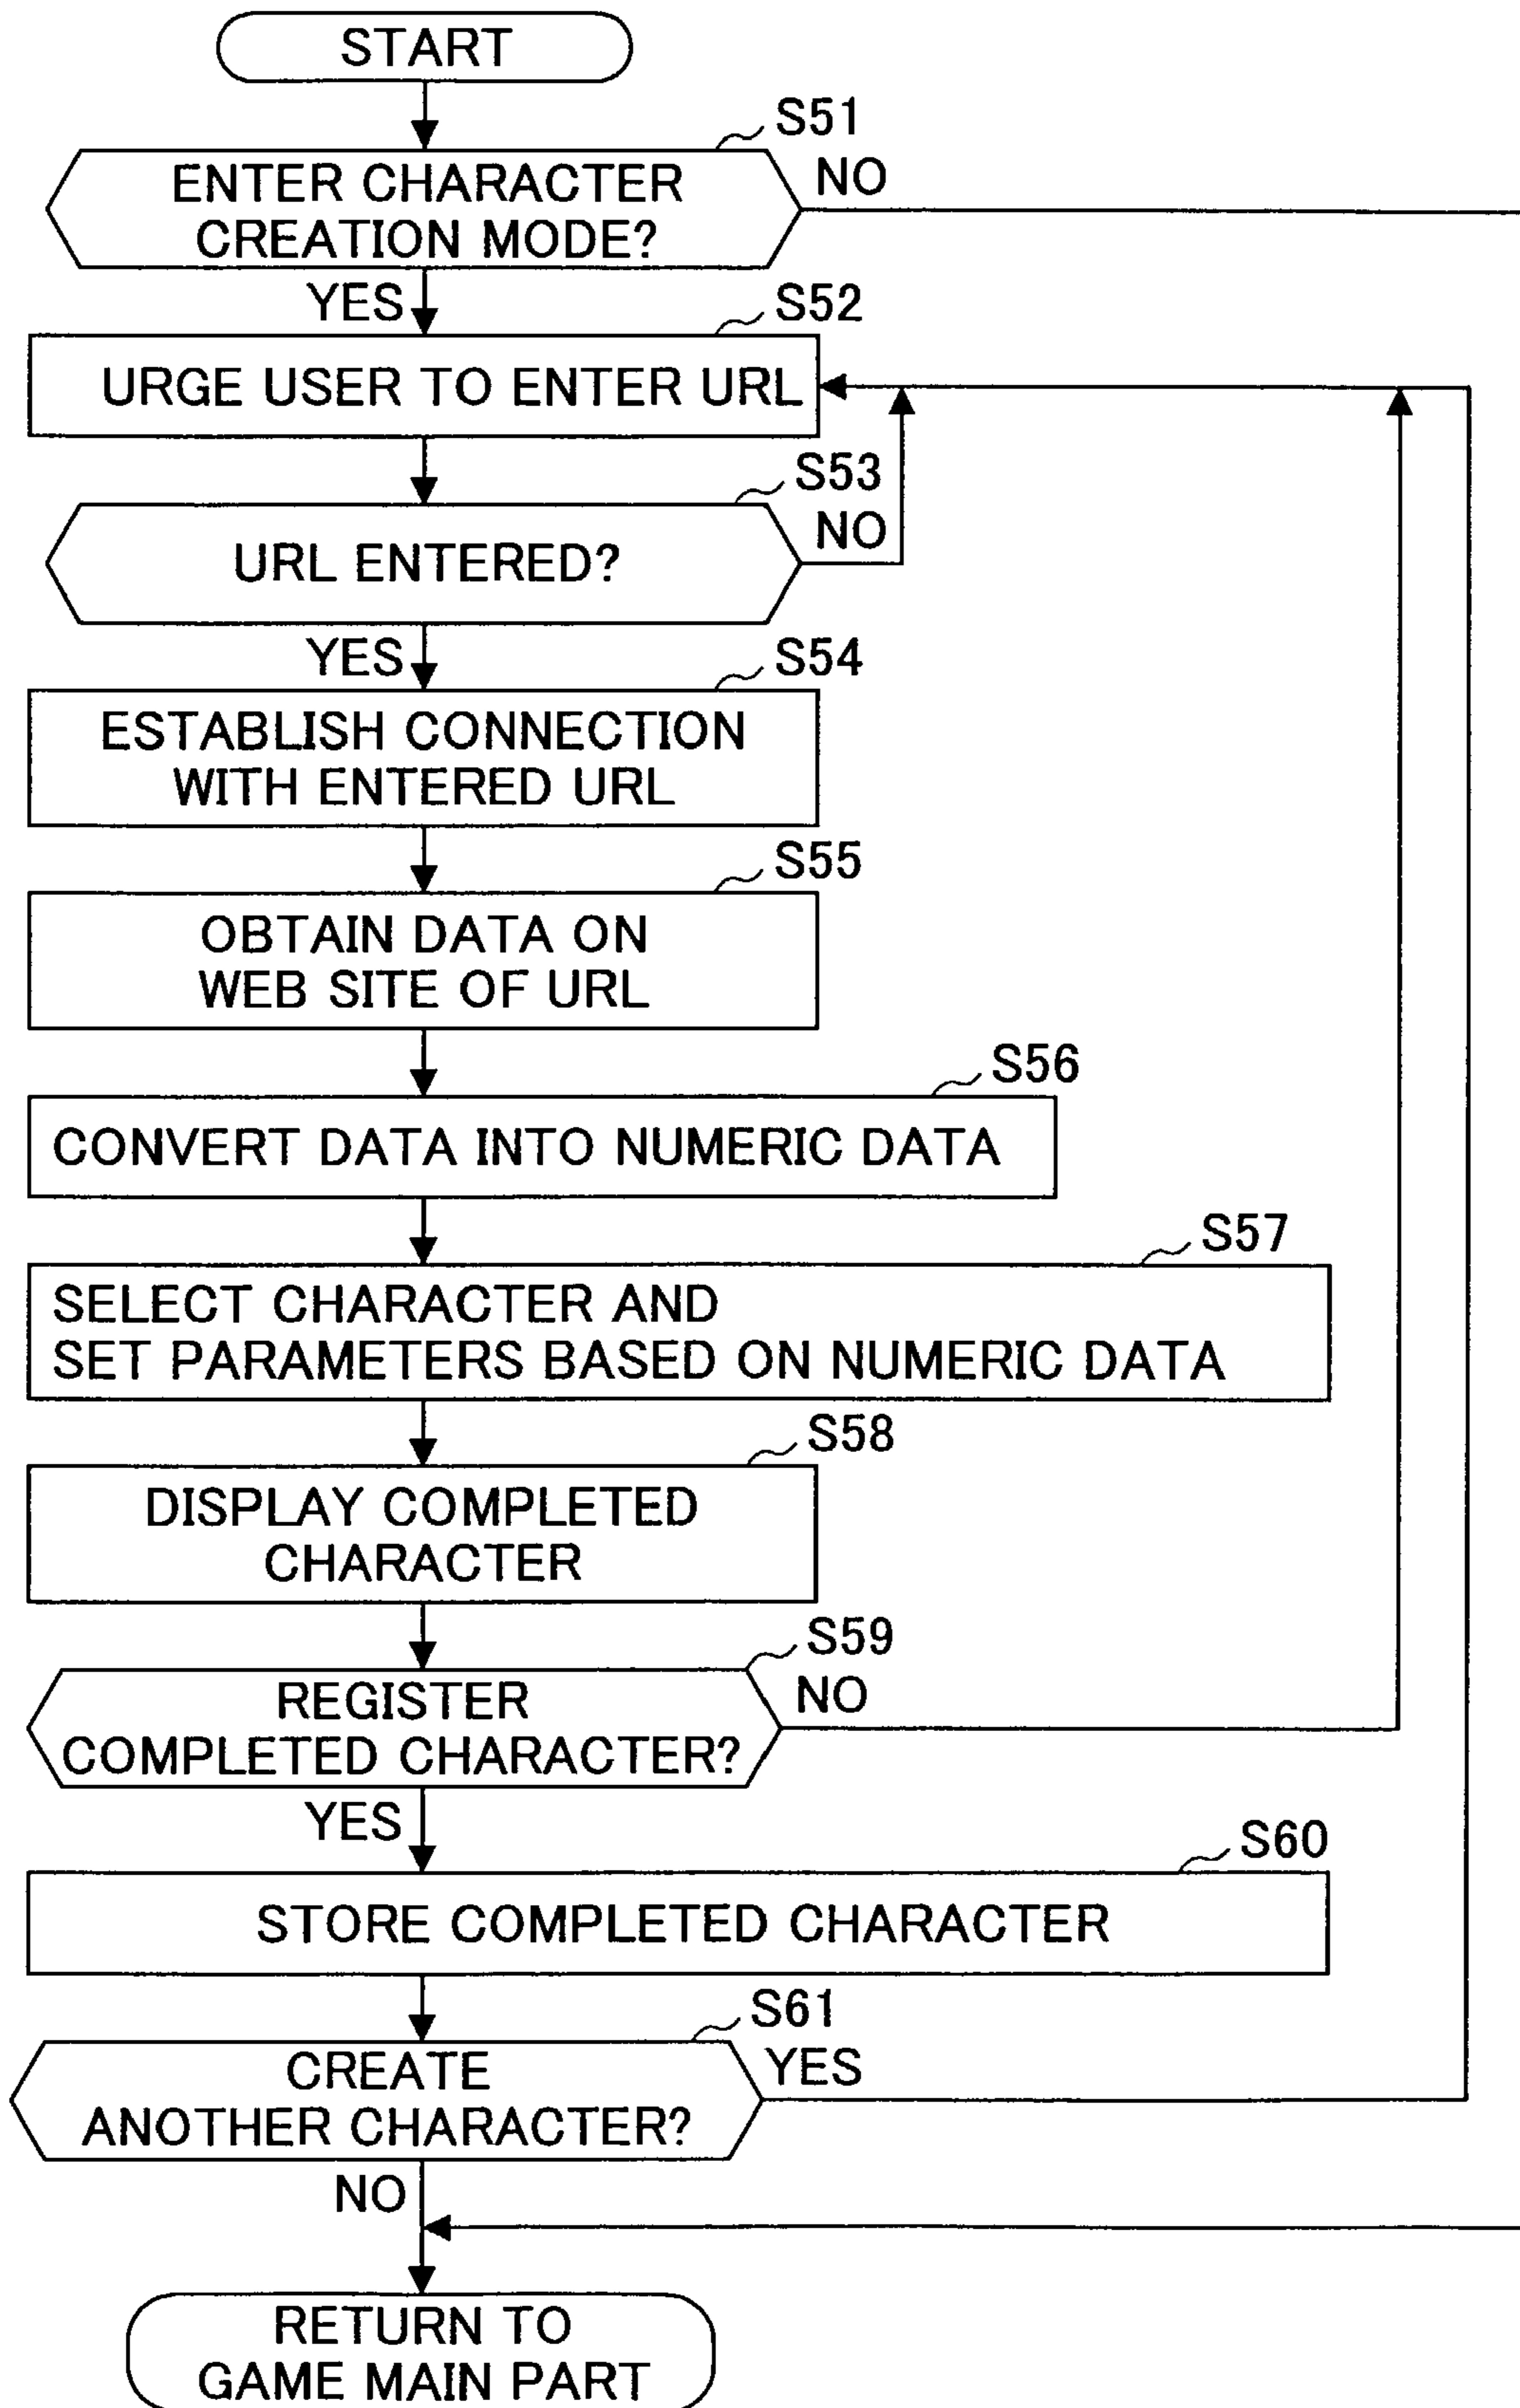 START
S51
ENTER CHARACTER
CREATION MODE?
NO
YES
S52
URGE USER TO ENTER URL
S53
URL ENTERED?
NO
YES
S54
ESTABLISH CONNECTION
WITH ENTERED URL
S55
OBTAIN DATA ON
WEB SITE OF URL
S56
CONVERT DATA INTO NUMERIC DATA
S57
SELECT CHARACTER AND
SET PARAMETERS BASED ON NUMERIC DATA
S58
DISPLAY COMPLETED
CHARACTER
S59
REGISTER
COMPLETED CHARACTER?
NO
YES
S60
STORE COMPLETED CHARACTER
S61
CREATE
ANOTHER CHARACTER?
YES
NO
RETURN TO
GAME MAIN PART